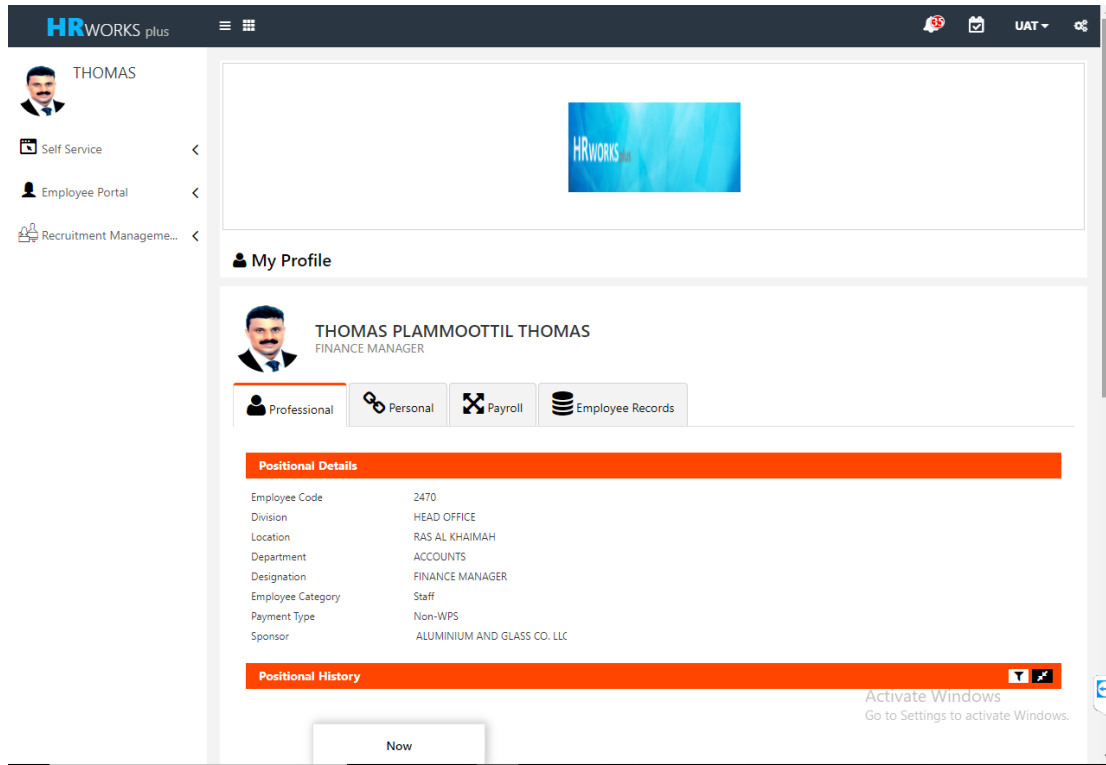 HRWORKS plus
35
UAT
THOMAS
Self Service
Employee Portal
Recruitment Manageme...
HRWORKS plus
My Profile
THOMAS PLAMMOOTTIL THOMAS
FINANCE MANAGER
Professional Personal Payroll Employee Records
Positional Details
Employee Code 2470
Division HEAD OFFICE
Location RAS AL KHAIMAH
Department ACCOUNTS
Designation FINANCE MANAGER
Employee Category Staff
Payment Type Non-WPS
Sponsor ALUMINIUM AND GLASS CO. LLC
Positional History
Activate Windows
Go to Settings to activate Windows.
Now